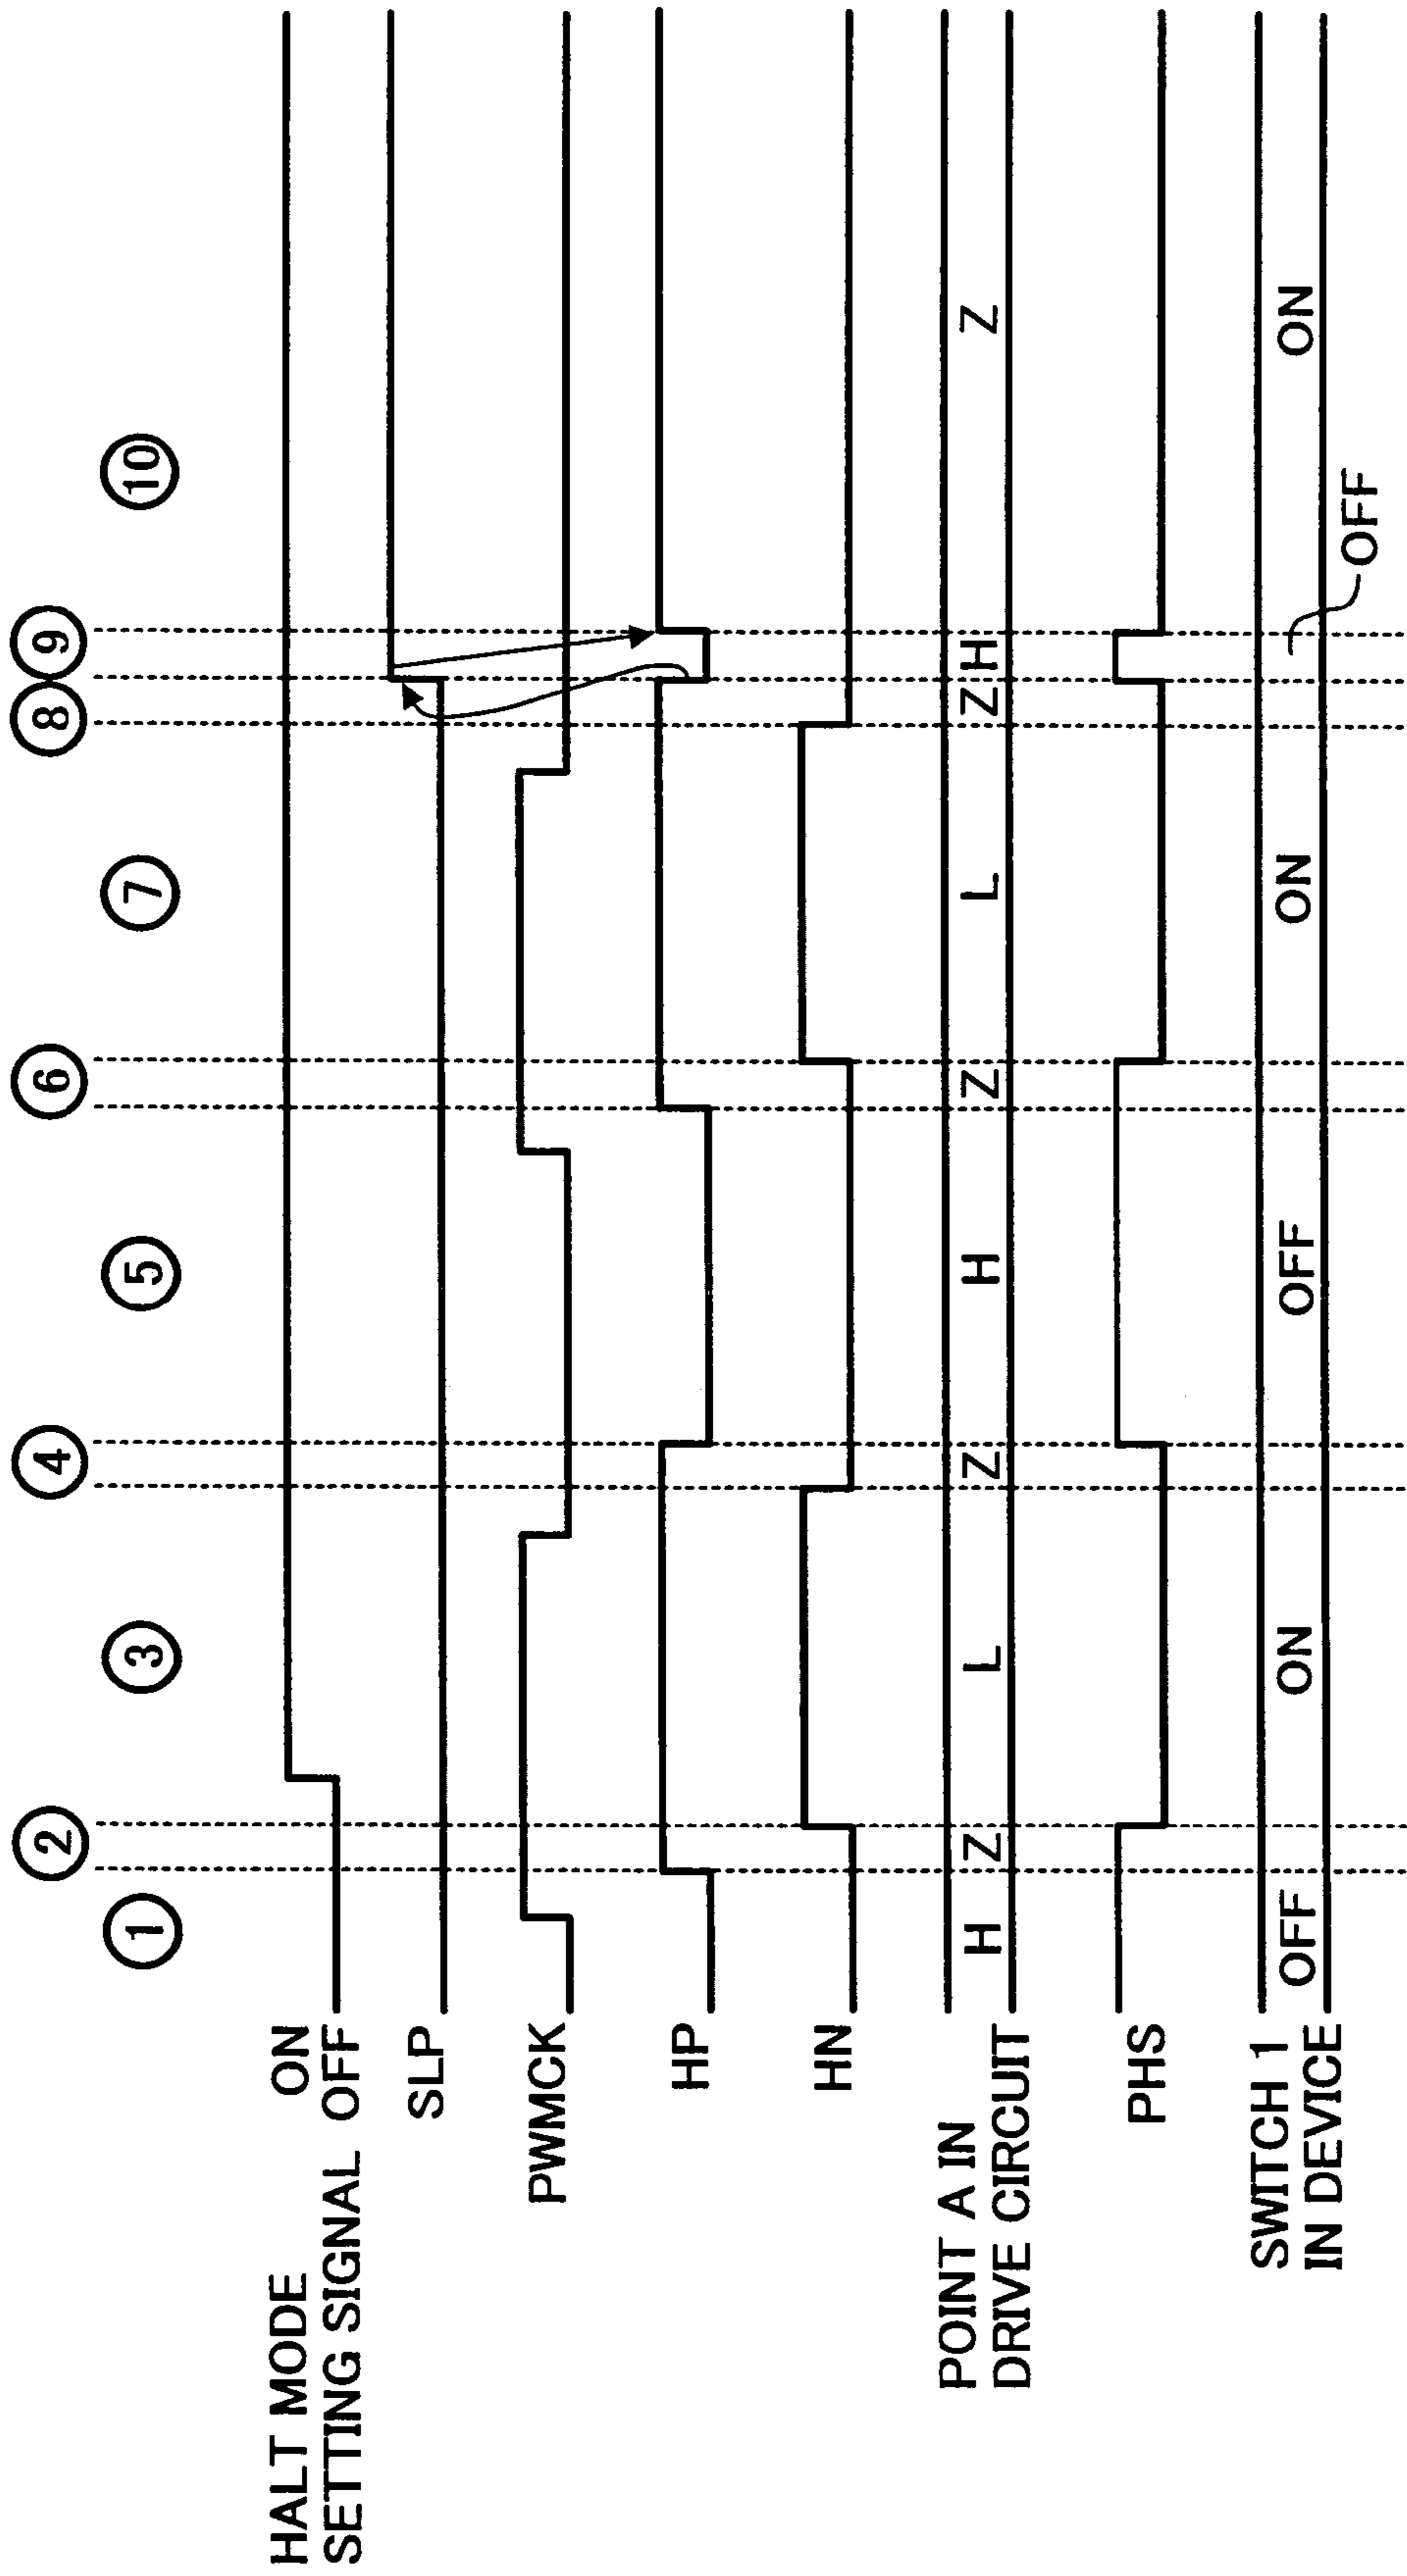 ① ② ③ ④ ⑤ ⑥ ⑦ ⑧ ⑨ ⑩
HALT MODE ON
SETTING SIGNAL OFF
SLP
PWMCK
HP
HN
POINT A IN
DRIVE CIRCUIT
H Z L Z H Z L Z H Z
PHS
SWITCH 1
IN DEVICE
OFF ON OFF ON ON
OFF